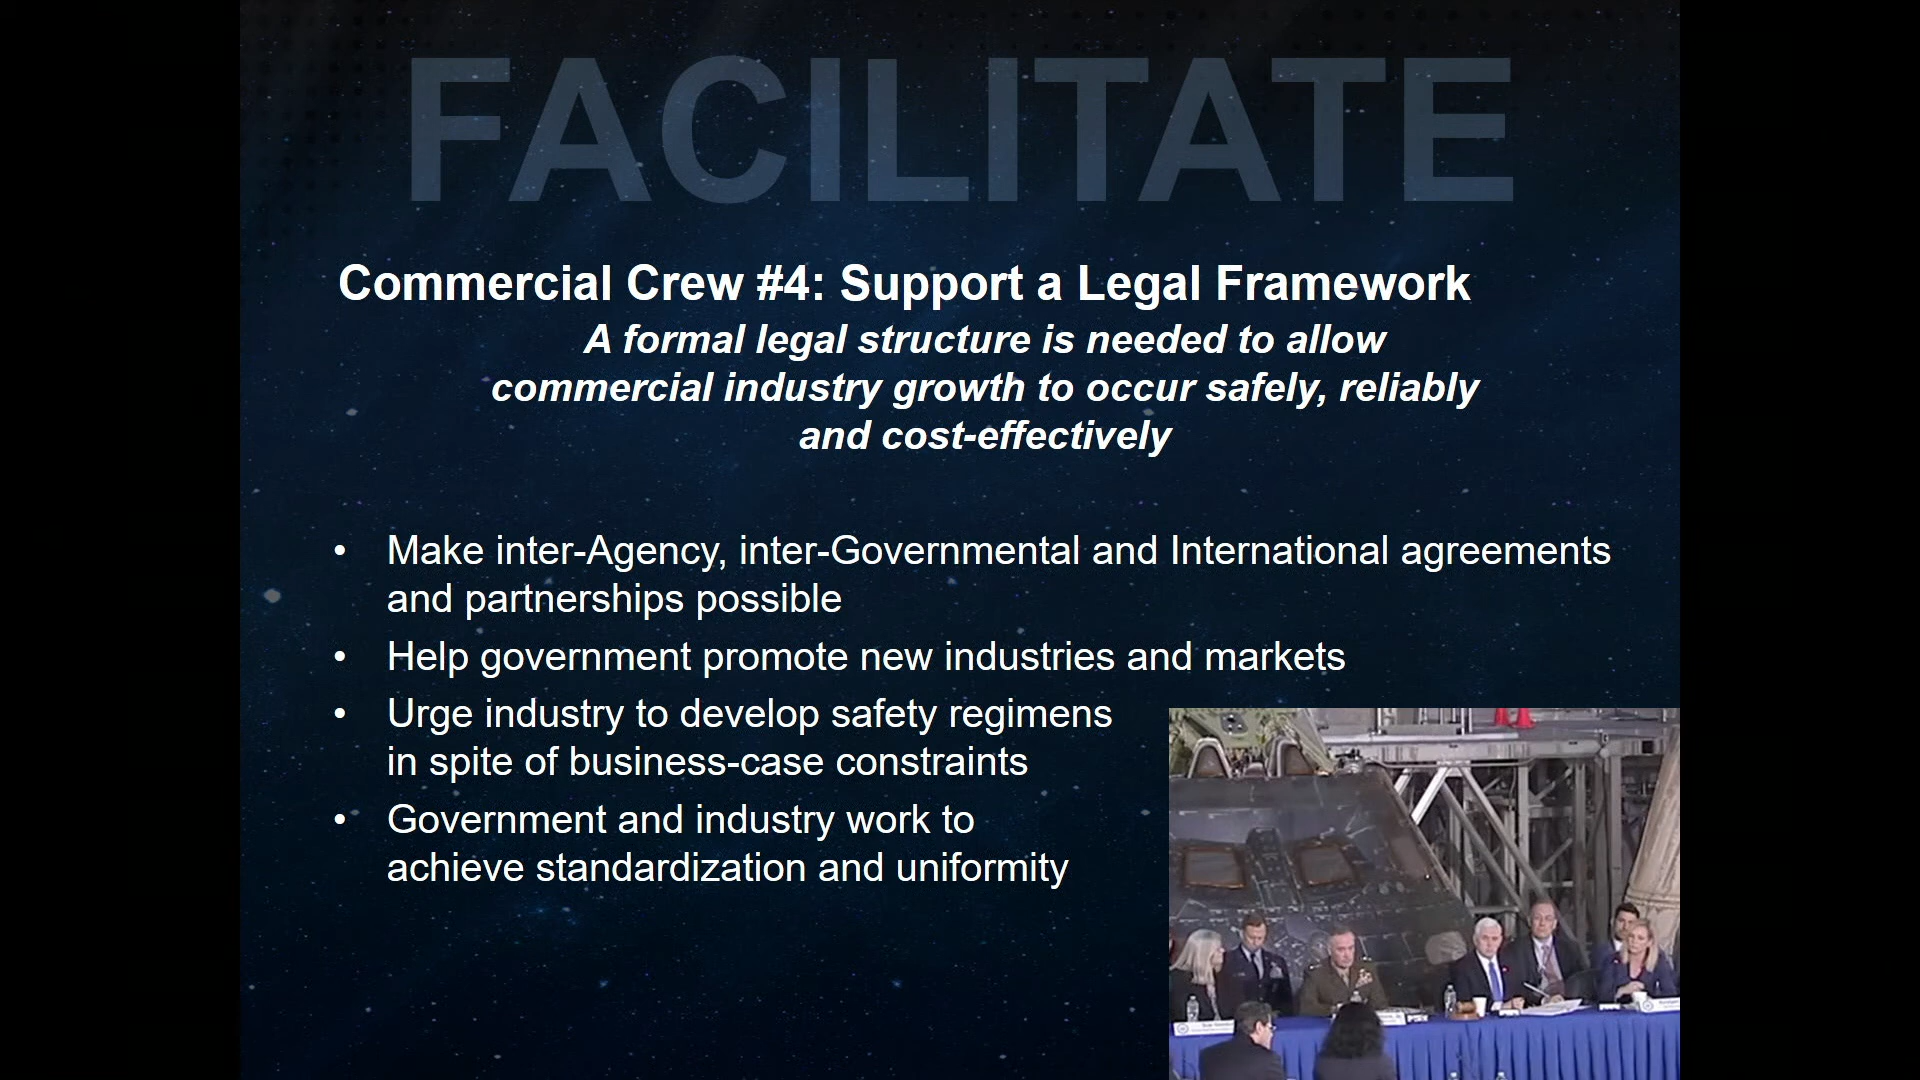 FACILITATE
Commercial Crew #4: Support a Legal Framework
A formal legal structure is needed to allow
commercial industry growth to occur safely, reliably
and cost-effectively
• Make inter-Agency, inter-Governmental and International agreements
and partnerships possible
• Help government promote new industries and markets
• Urge industry to develop safety regimens
in spite of business-case constraints
• Government and industry work to
achieve standardization and uniformity